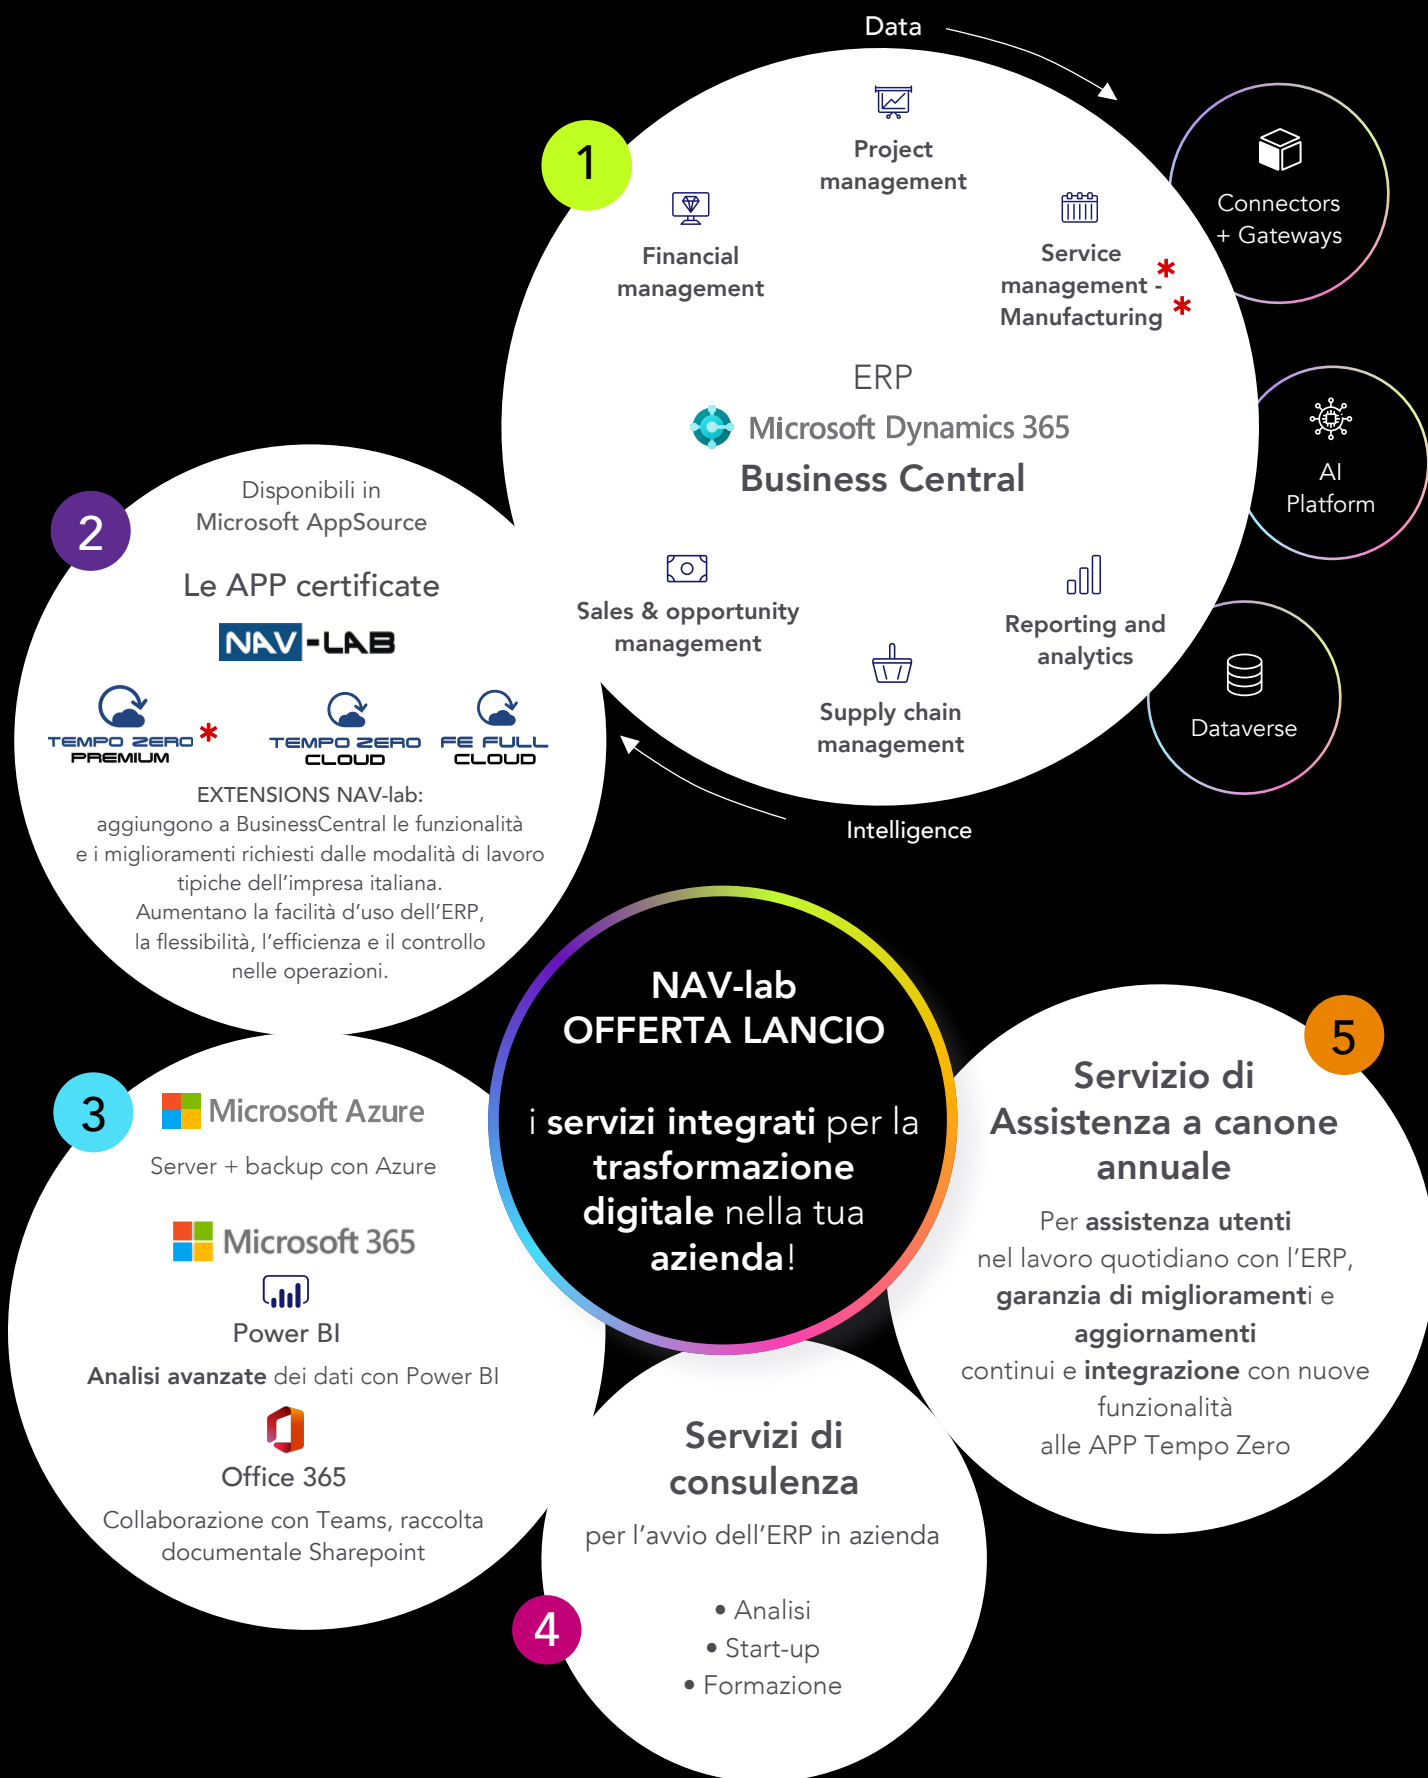 Data
1
Project
management
Financial
management
Service
management - *
Manufacturing *
ERP
Microsoft Dynamics 365
Business Central
Sales & opportunity
management
Reporting and
analytics
Supply chain
management
Intelligence
Connectors
+ Gateways
AI
Platform
Dataverse
2
Disponibili in
Microsoft AppSource
Le APP certificate
NAV-LAB
TEMPO ZERO *
PREMIUM
TEMPO ZERO
CLOUD
FE FULL
CLOUD
EXTENSIONS NAV-lab:
aggiungono a BusinessCentral le funzionalità
e i miglioramenti richiesti dalle modalità di lavoro
tipiche dell'impresa italiana.
Aumentano la facilità d'uso dell'ERP,
la flessibilità, l'efficienza e il controllo
nelle operazioni.
NAV-lab
OFFERTA LANCIO
i servizi integrati per la
trasformazione
digitale nella tua
azienda!
3
Microsoft Azure
Server + backup con Azure
Microsoft 365
Power BI
Analisi avanzate dei dati con Power BI
Office 365
Collaborazione con Teams, raccolta
documentale Sharepoint
4
Servizi di
consulenza
per l'avvio dell'ERP in azienda
• Analisi
• Start-up
• Formazione
5
Servizio di
Assistenza a canone
annuale
Per assistenza utenti
nel lavoro quotidiano con l'ERP,
garanzia di miglioramenti e
aggiornamenti
continui e integrazione con nuove
funzionalità
alle APP Tempo Zero